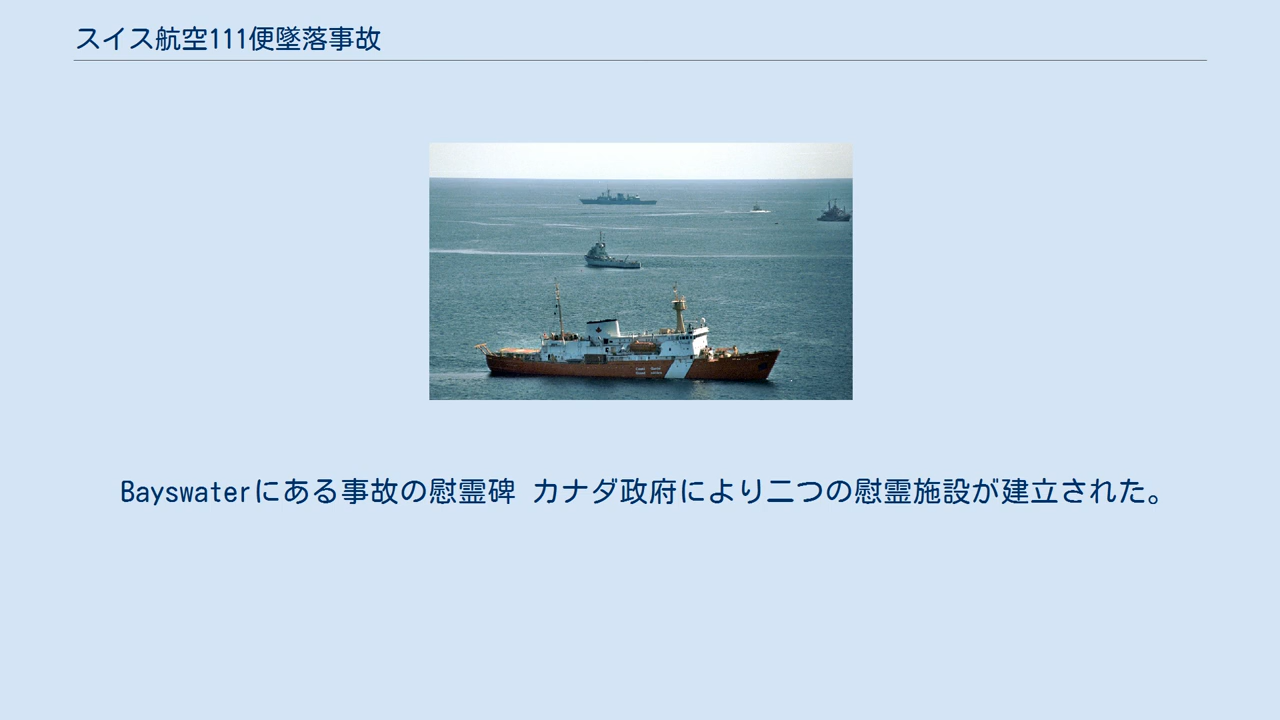 スイス航空111便墜落事故
Bayswaterにある事故の慰霊碑 カナダ政府により二つの慰霊施設が建立された。